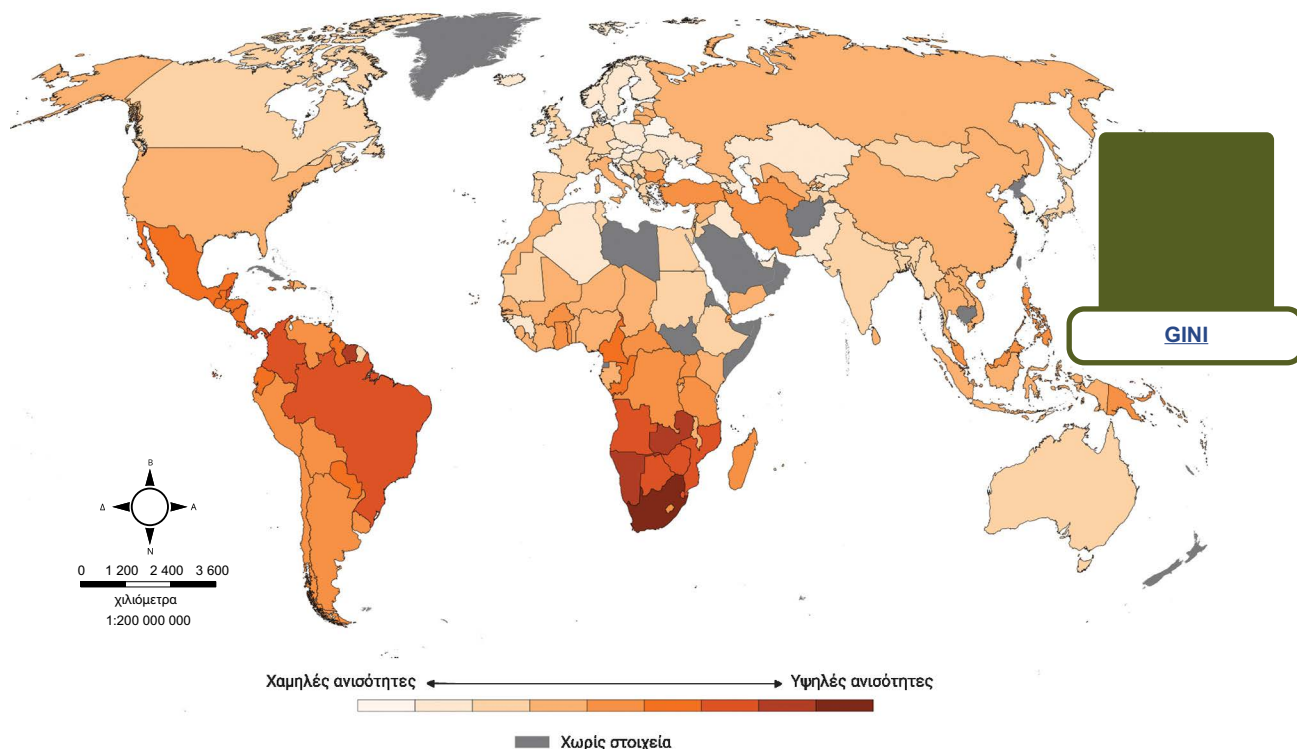 GINI
Β
Δ
Α
Ν
0 1 200 2 400 3 600
χιλιόμετρα
1:200 000 000
Χαμηλές ανισότητες
Υψηλές ανισότητες
Χωρίς στοιχεία